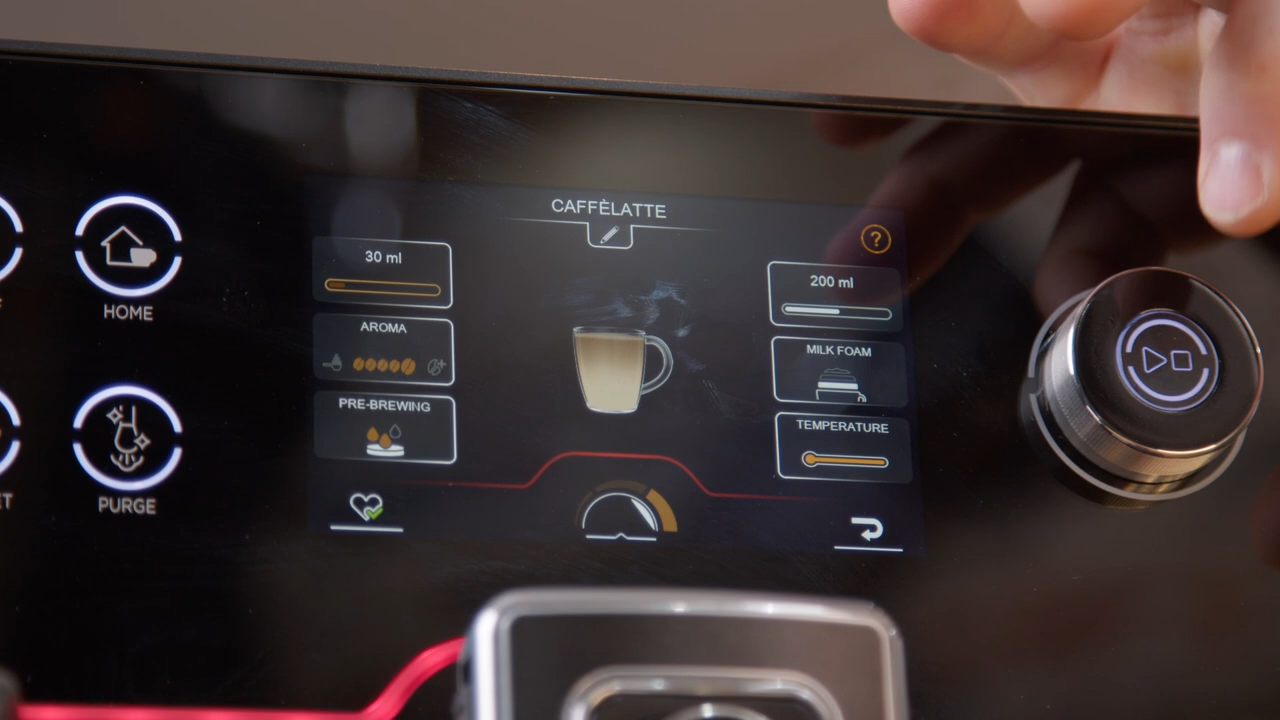 CAFFÈLATTE
?
30 ml
200 ml
HOME
AROMA
MILK FOAM
PRE-BREWING
TEMPERATURE
PURGE